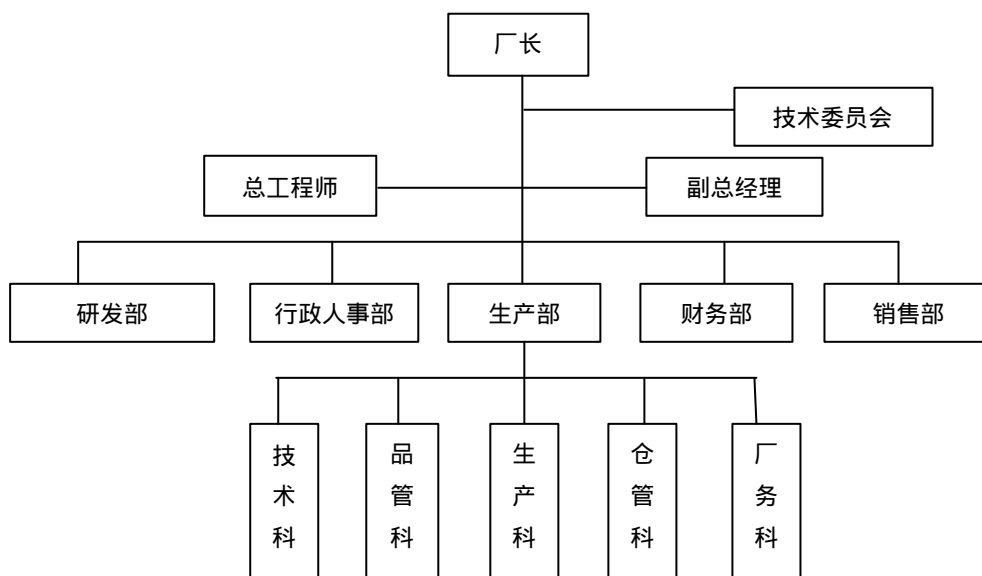 厂长
技术委员会
总工程师
副总经理
研发部
行政人事部
生产部
财务部
销售部
技术科
品管科
生产科
仓管科
厂务科